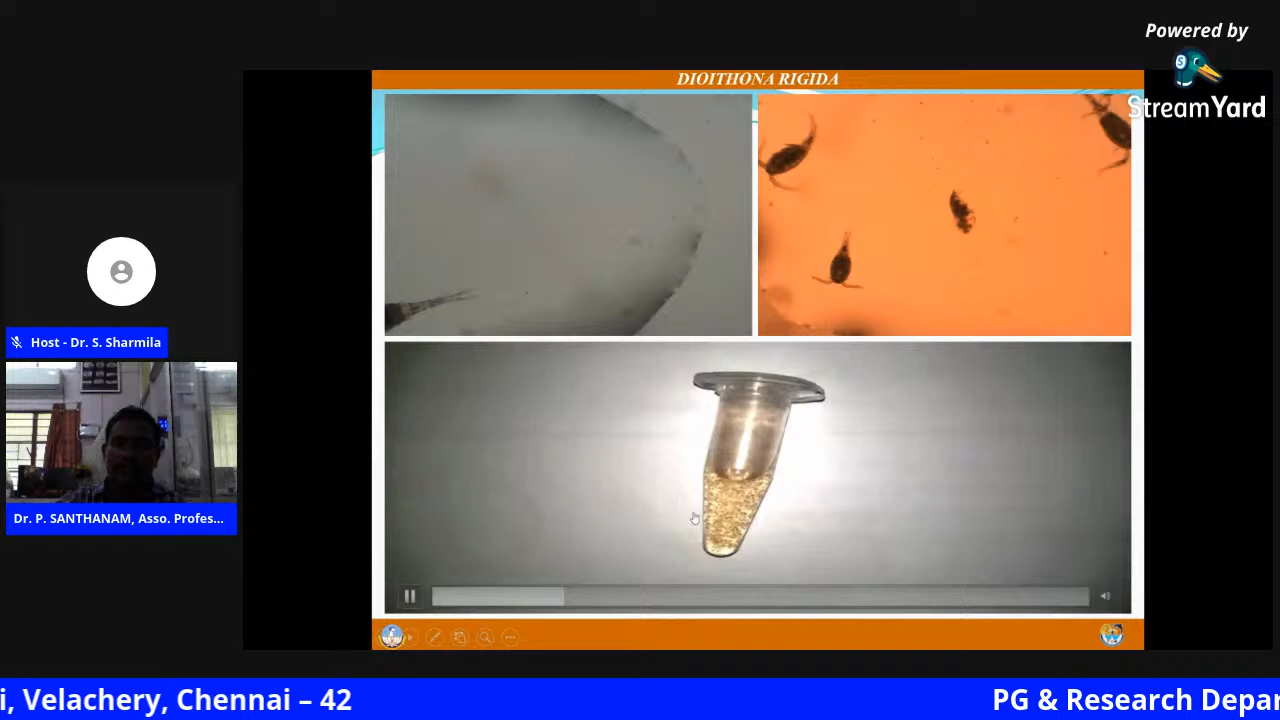 Powered by
StreamYard
DIOITHONA RIGIDA
Host - Dr. S. Sharmila
Dr. P. SANTHANAM, Asso. Profes...
i, Velachery, Chennai – 42
PG & Research Depar